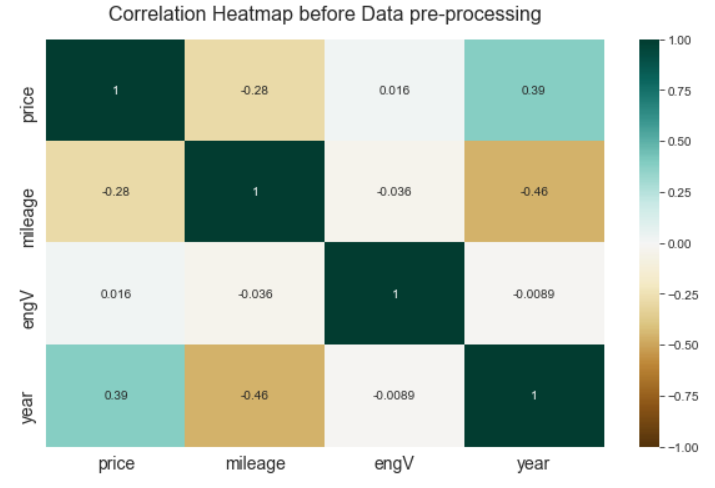 Correlation Heatmap before Data pre-processing
price 1 -0.28 0.016 0.39
mileage -0.28 1 -0.036 -0.46
engV 0.016 -0.036 1 -0.0089
year 0.39 -0.46 -0.0089 1
price mileage engV year
1.00
0.75
0.50
0.25
0.00
-0.25
-0.50
-0.75
-1.00